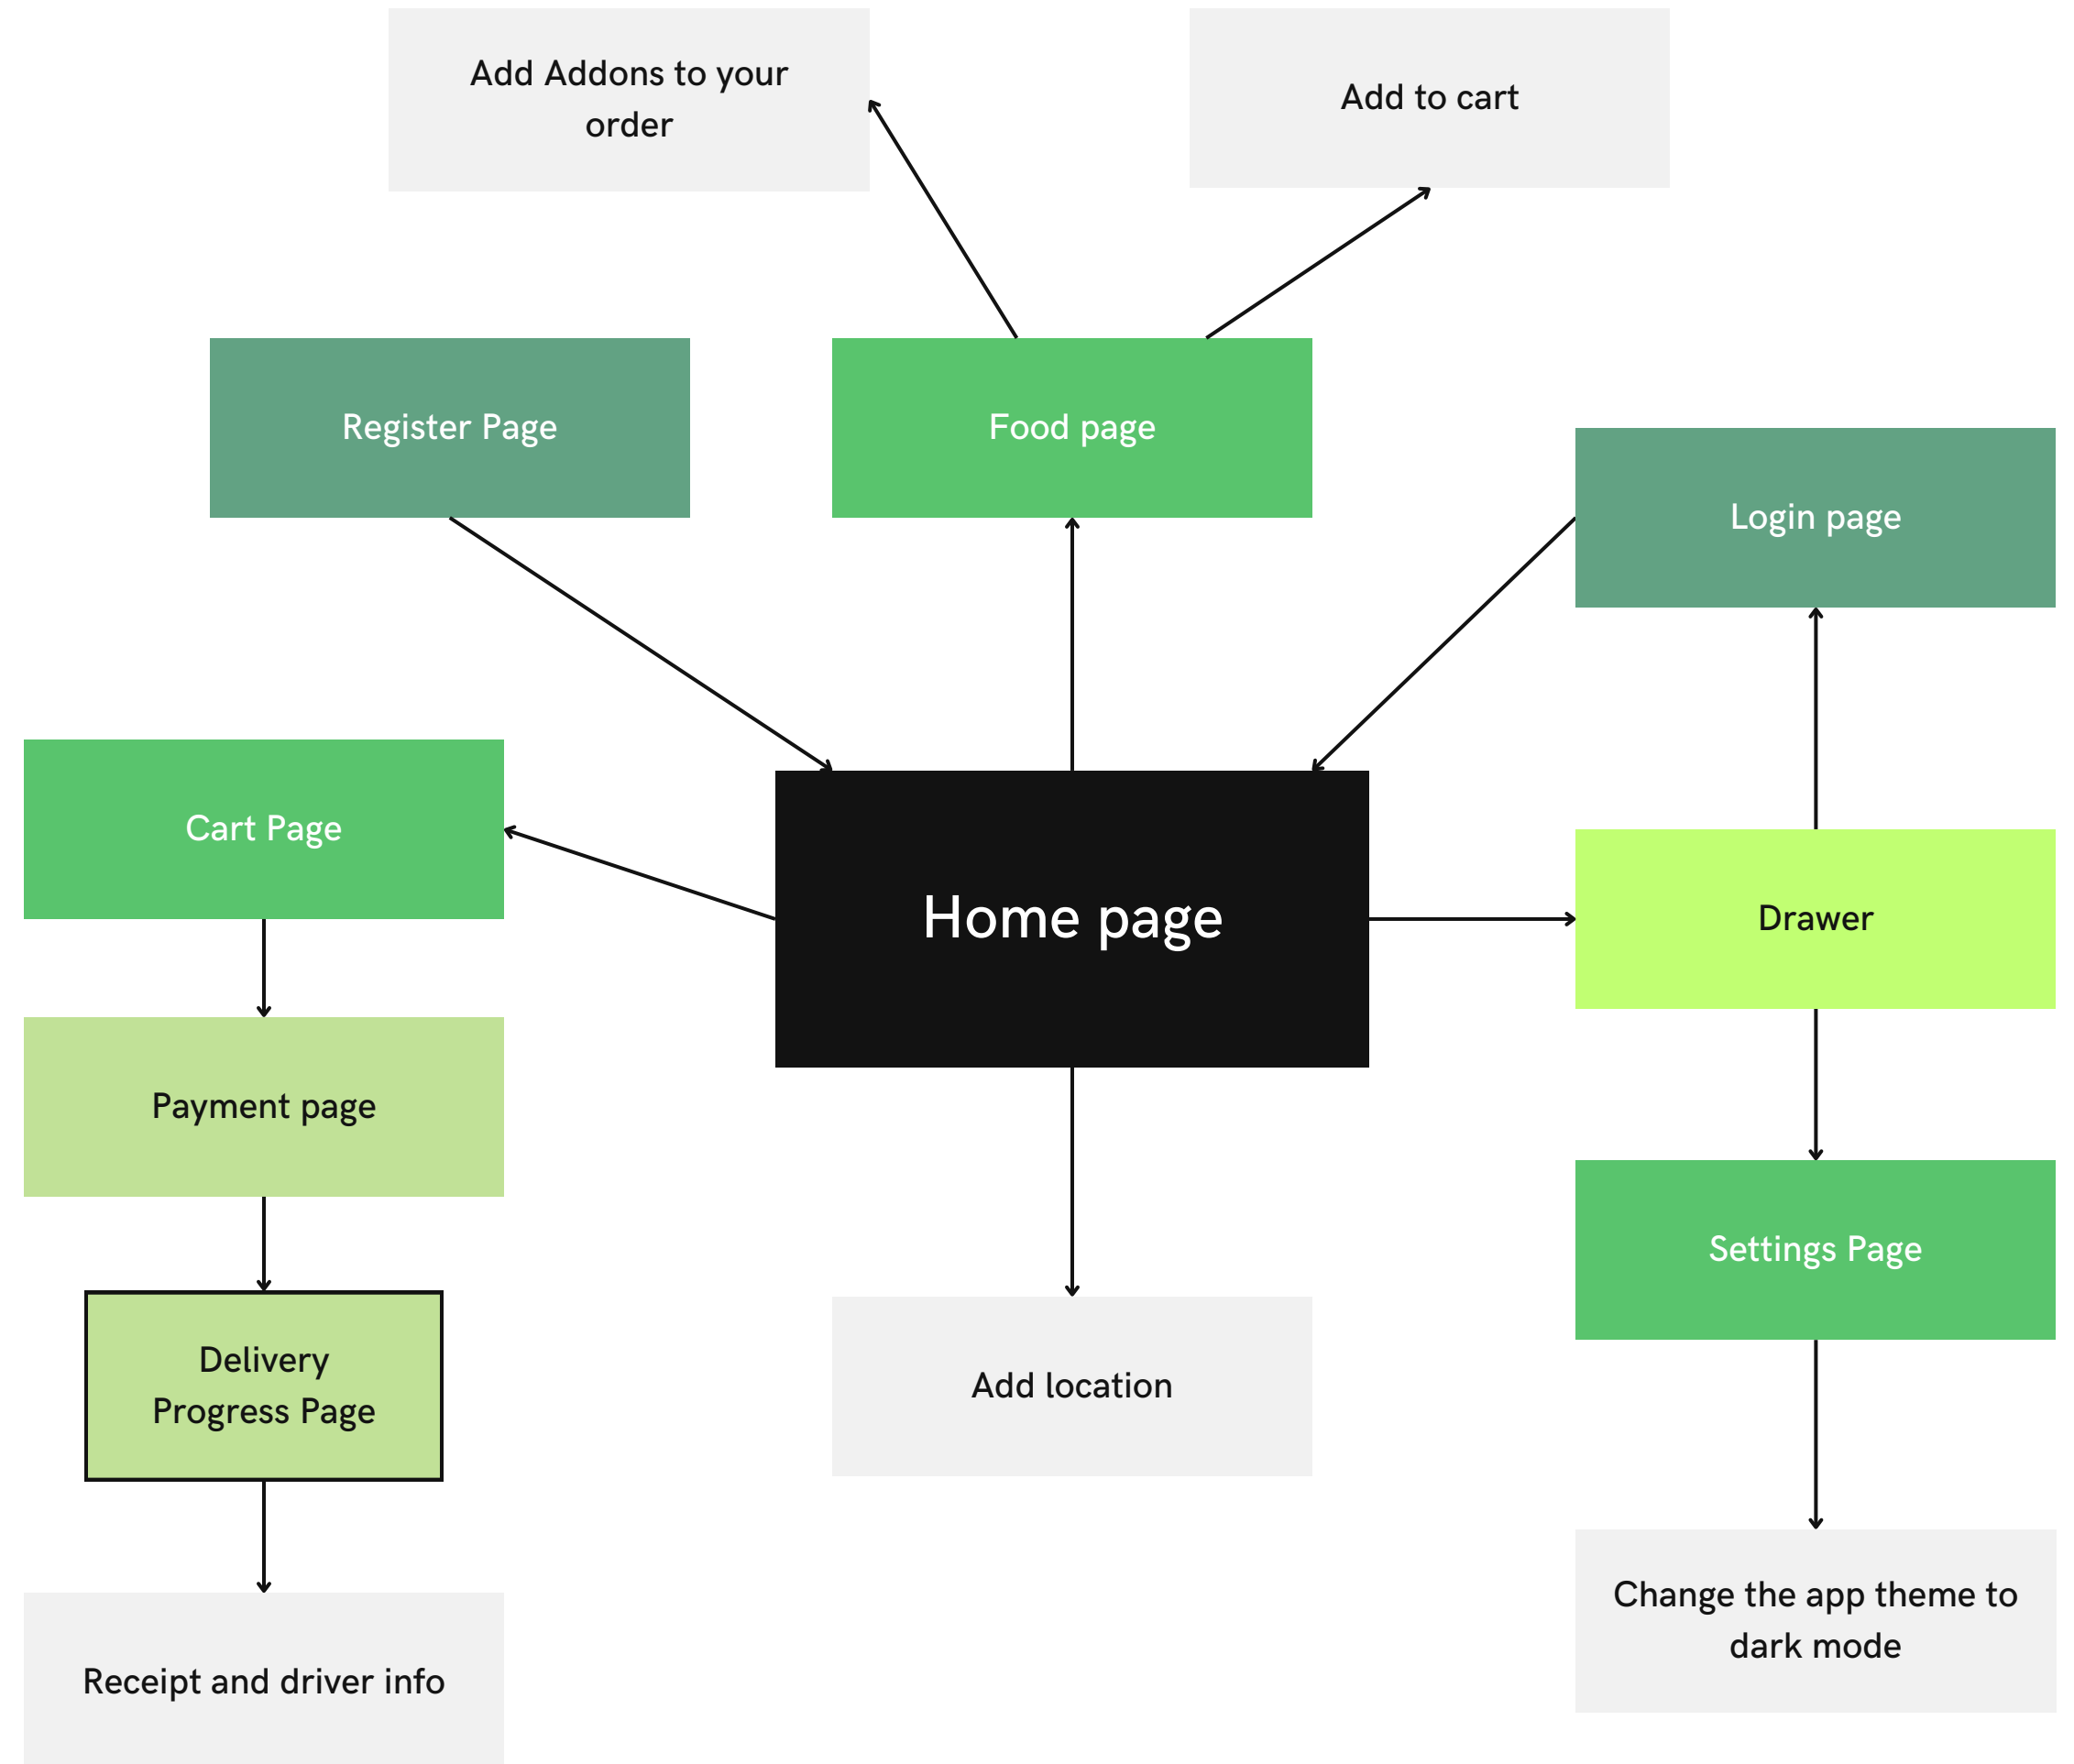 Add Addons to your
order
Add to cart
Register Page
Food page
Login page
Cart Page
Home page
Drawer
Payment page
Settings Page
Delivery
Progress Page
Add location
Change the app theme to
dark mode
Receipt and driver info